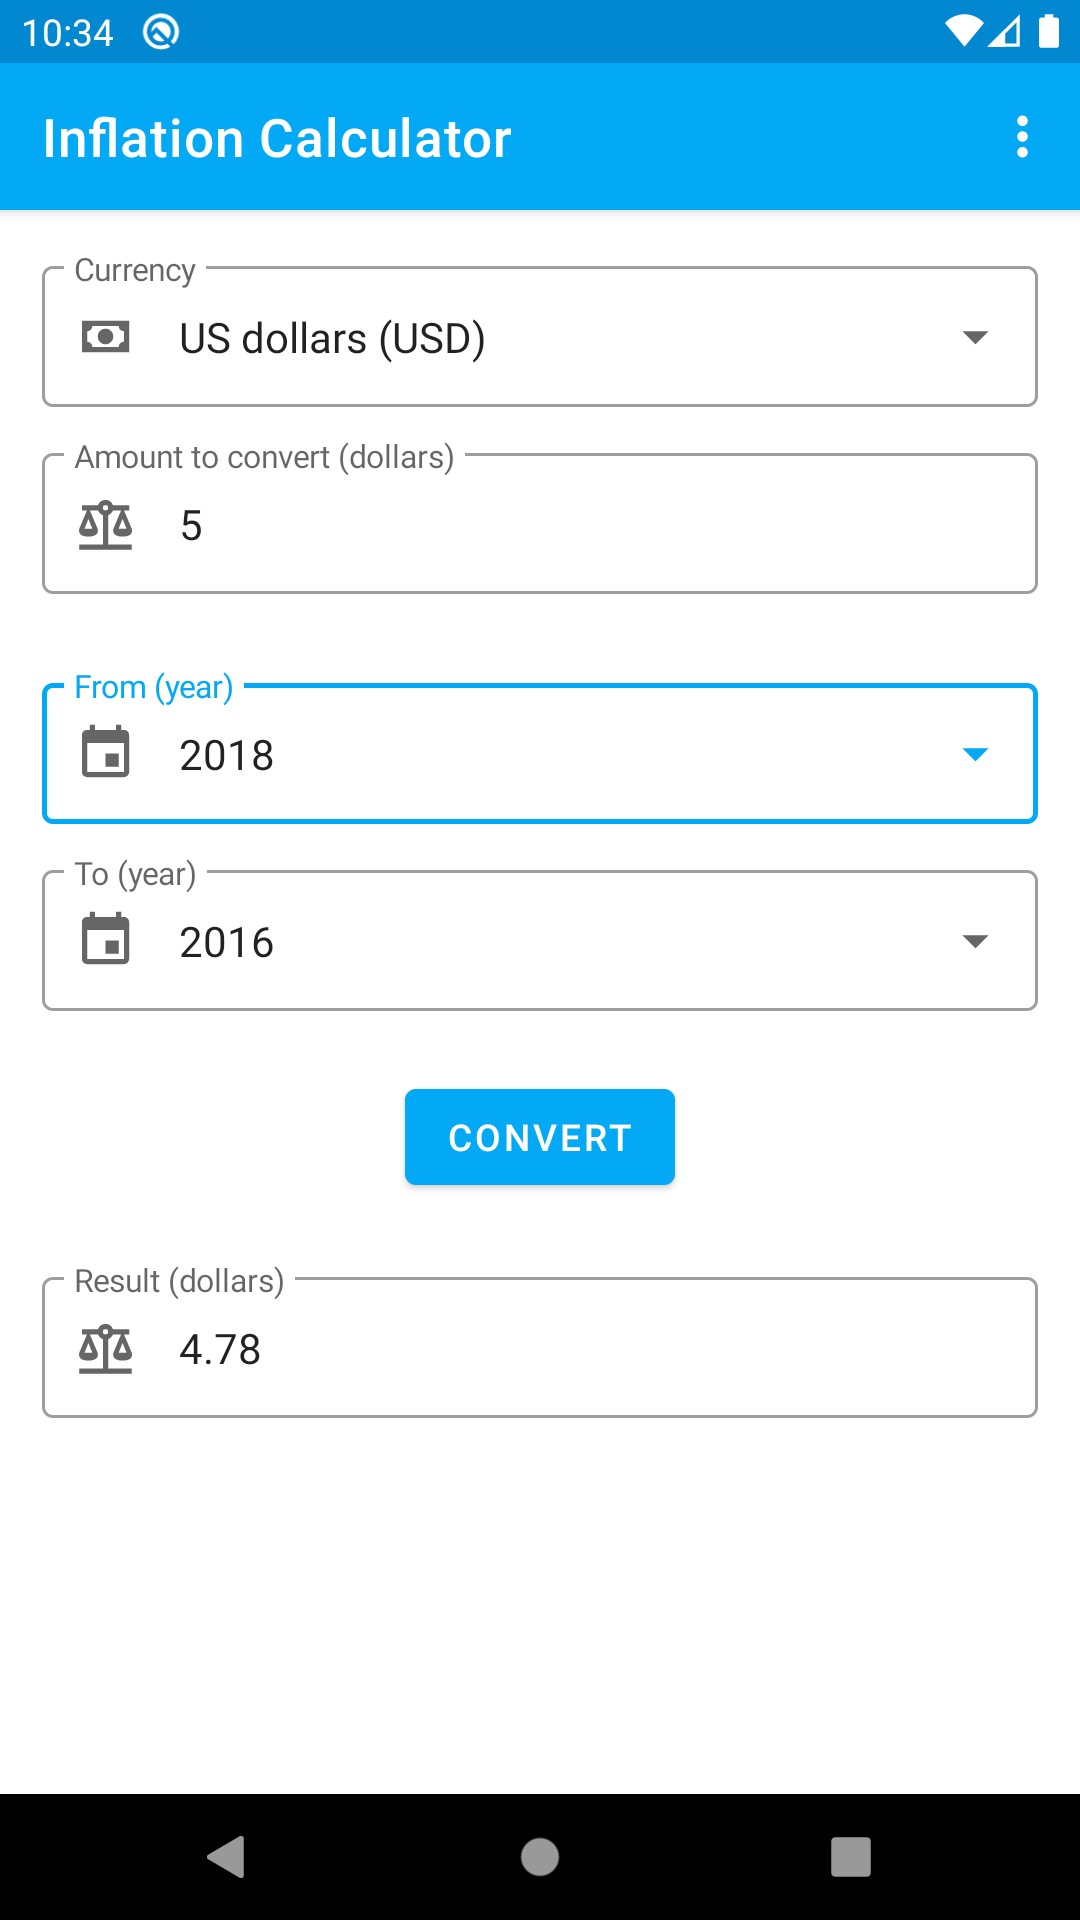 10:34
Inflation Calculator
Currency
US dollars (USD)
Amount to convert (dollars)
5
From (year)
2018
To (year)
2016
CONVERT
Result (dollars)
4.78